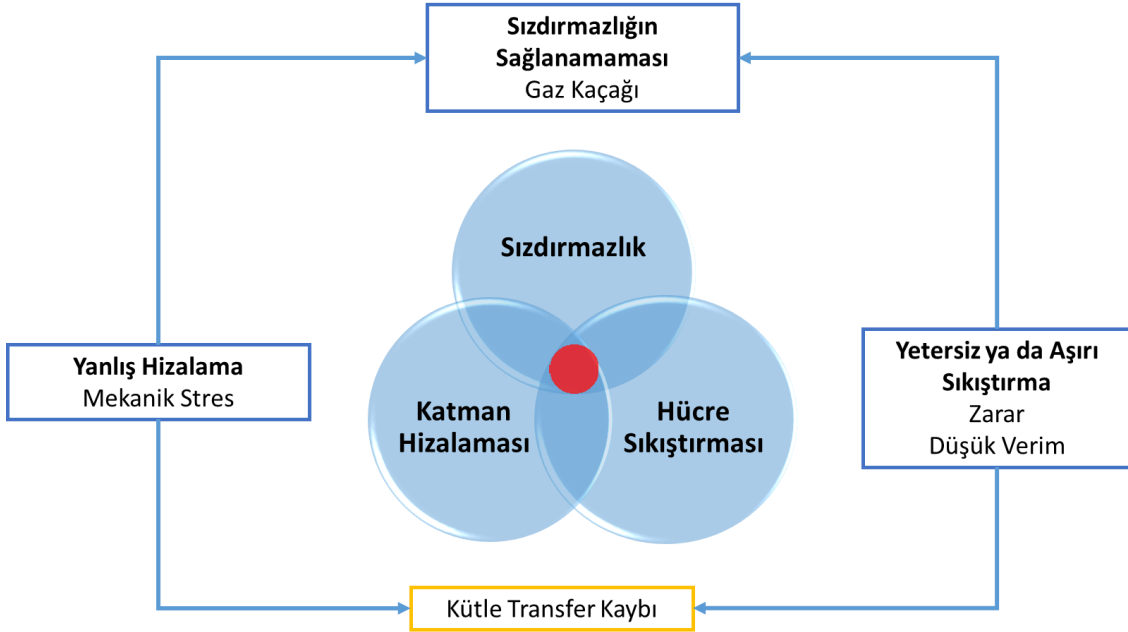 Sızdırmazlığın
Sağlanamaması
Gaz Kaçağı
Sızdırmazlık
Yanlış Hizalama
Mekanik Stres
Katman
Hizalaması
Hücre
Sıkıştırması
Yetersiz ya da Aşırı
Sıkıştırma
Zarar
Düşük Verim
Kütle Transfer Kaybı